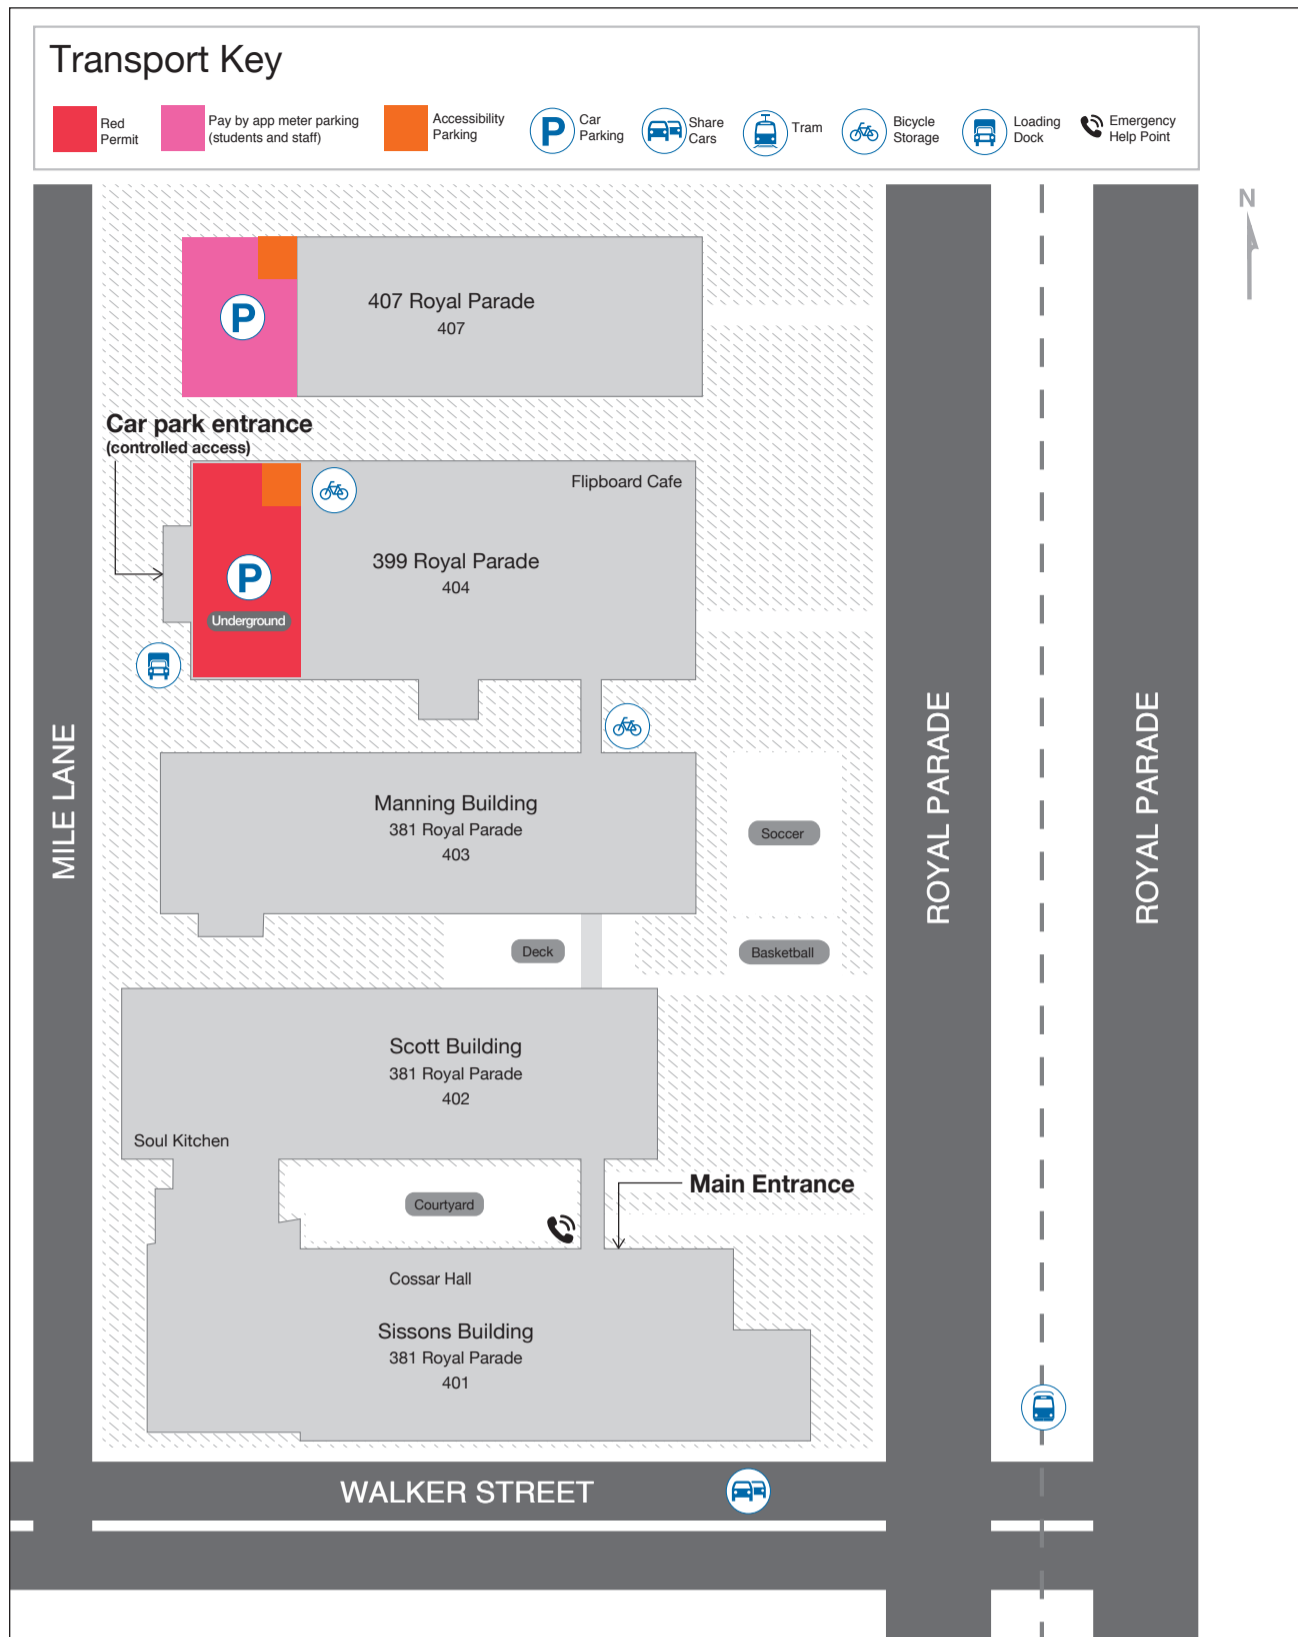 Transport Key
Red
Permit
Pay by app meter parking
(students and staff)
Accessibility
Parking
P
Car
Parking
Share
Cars
Tram
Bicycle
Storage
Loading
Dock
Emergency
Help Point
N
407 Royal Parade
407
P
Car park entrance
(controlled access)
Flipboard Cafe
399 Royal Parade
404
P
Underground
MILE LANE
ROYAL PARADE
ROYAL PARADE
Manning Building
381 Royal Parade
403
Soccer
Deck
Basketball
Scott Building
381 Royal Parade
402
Soul Kitchen
Main Entrance
Courtyard
Cossar Hall
Sissons Building
381 Royal Parade
401
WALKER STREET